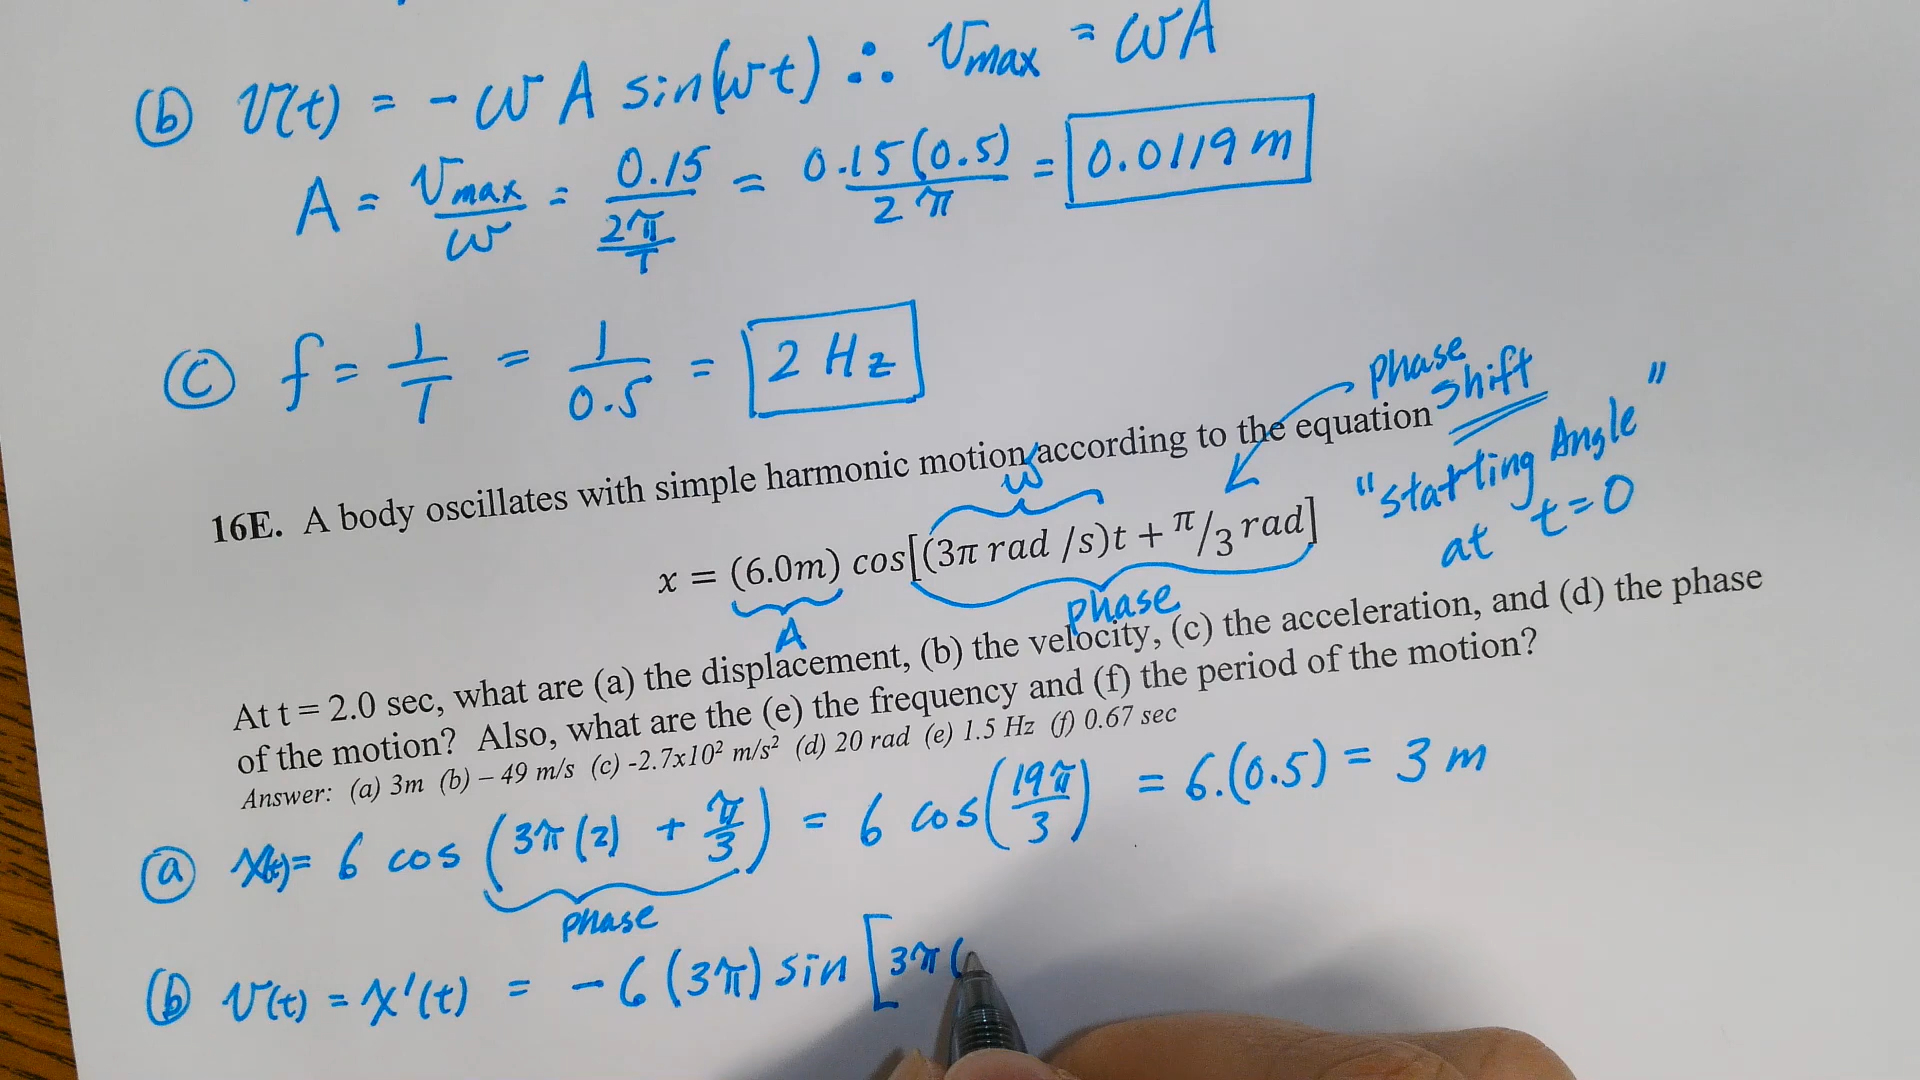 (b) v(t) = -ωA sin(ωt) ∴ vmax = ωA
A = vmax/ω = 0.15/(2π/T) = 0.15(0.5)/2π = 0.0119 m
(c) f = 1/T = 1/0.5 = 2 Hz
phase shift
"starting Angle" at t=0
16E. A body oscillates with simple harmonic motion according to the equation
ω
x = (6.0m) cos[(3π rad /s)t + π/3 rad]
A phase
At t = 2.0 sec, what are (a) the displacement, (b) the velocity, (c) the acceleration, and (d) the phase
of the motion? Also, what are the (e) the frequency and (f) the period of the motion?
Answer: (a) 3m (b) – 49 m/s (c) -2.7x10² m/s² (d) 20 rad (e) 1.5 Hz (f) 0.67 sec
(a) x(t)= 6 cos (3π(2) + π/3) = 6 cos(19π/3) = 6.(0.5) = 3 m
phase
(b) v(t) = x'(t) = -6(3π) sin [3π(